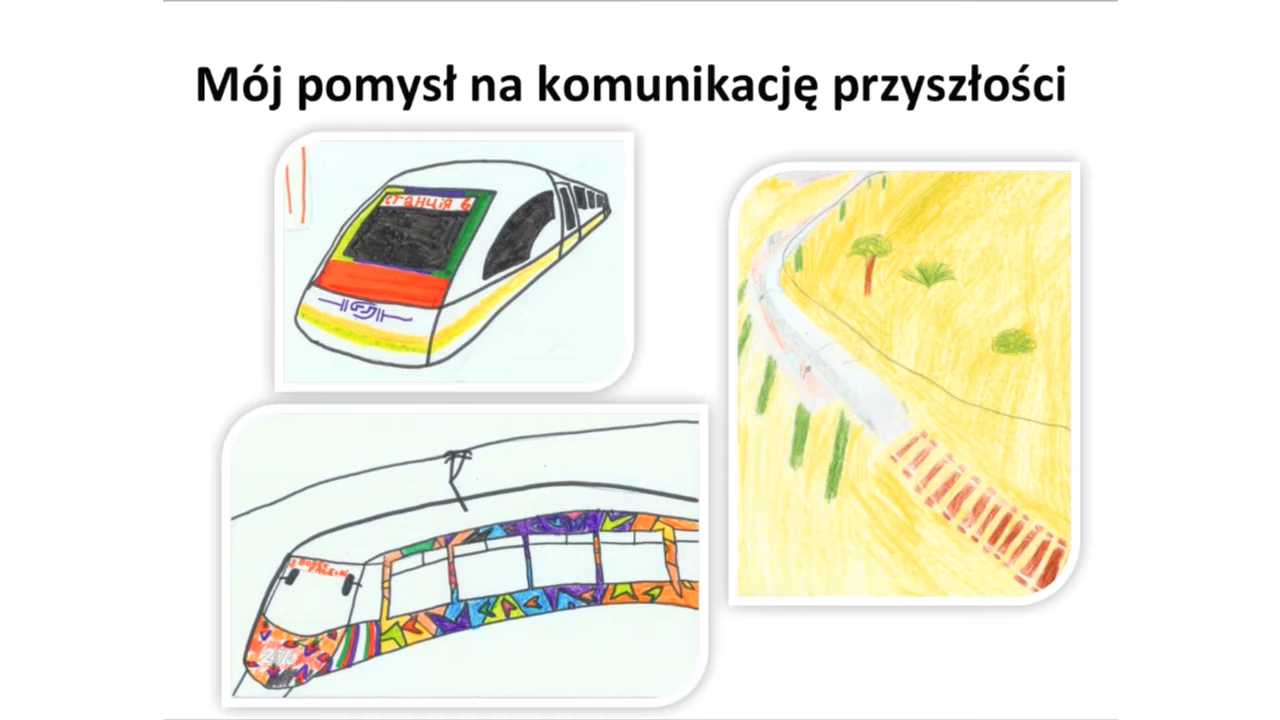 Mój pomysł na komunikację przyszłości
станція 6